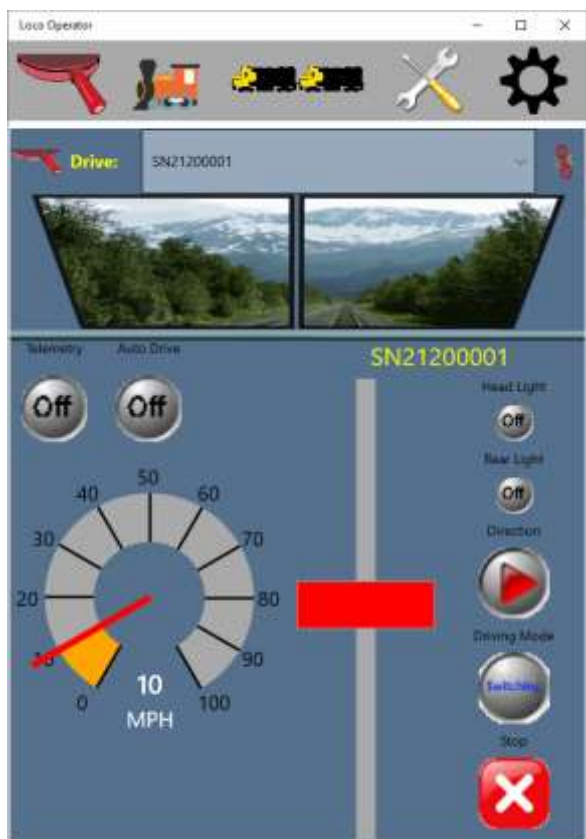 Loco Operator
Drive:
SN21200001
Telemetry
Auto Drive
SN21200001
Off
Off
Head Light
Off
Rear Light
Off
Direction
50
40
60
30
70
20
80
10
90
0
100
10
MPH
Driving Mode
Switching
Stop